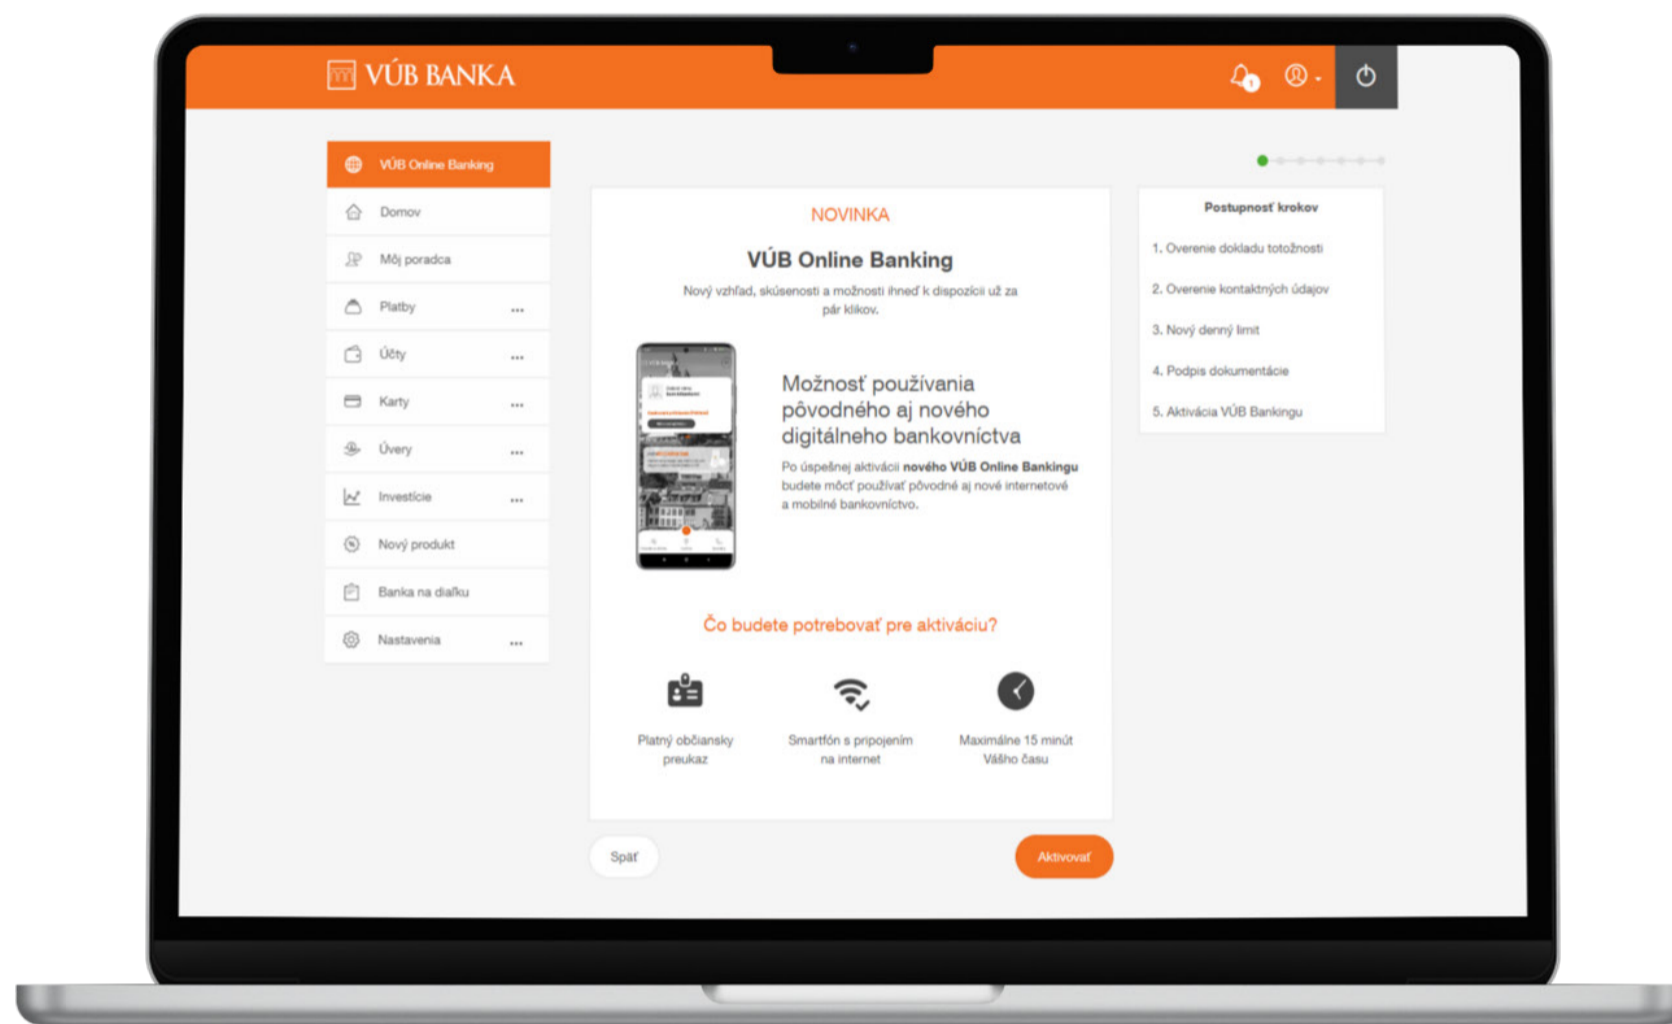 VÚB BANKA
1
VÚB Online Banking
Domov
Môj poradca
Platby
Účty
Karty
Úvery
Investície
Nový produkt
Banka na diaľku
Nastavenia
NOVINKA
VÚB Online Banking
Nový vzhľad, skúsenosti a možnosti ihneď k dispozícii už za
pár klikov.
Možnosť používania
pôvodného aj nového
digitálneho bankovníctva
Po úspešnej aktivácii nového VÚB Online Bankingu
budete môcť používať pôvodné aj nové internetové
a mobilné bankovníctvo.
Čo budete potrebovať pre aktiváciu?
Platný občiansky
preukaz
Smartfón s pripojením
na internet
Maximálne 15 minút
Vášho času
Späť
Aktivovať
Postupnosť krokov
1. Overenie dokladu totožnosti
2. Overenie kontaktných údajov
3. Nový denný limit
4. Podpis dokumentácie
5. Aktivácia VÚB Bankingu